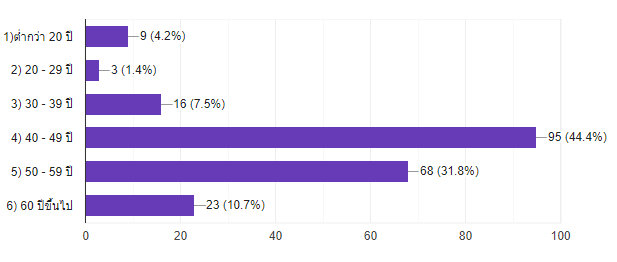 1)ต่ำกว่า 20 ปี 9 (4.2%)
2) 20 - 29 ปี 3 (1.4%)
3) 30 - 39 ปี 16 (7.5%)
4) 40 - 49 ปี 95 (44.4%)
5) 50 - 59 ปี 68 (31.8%)
6) 60 ปีขึ้นไป 23 (10.7%)
0 20 40 60 80 100